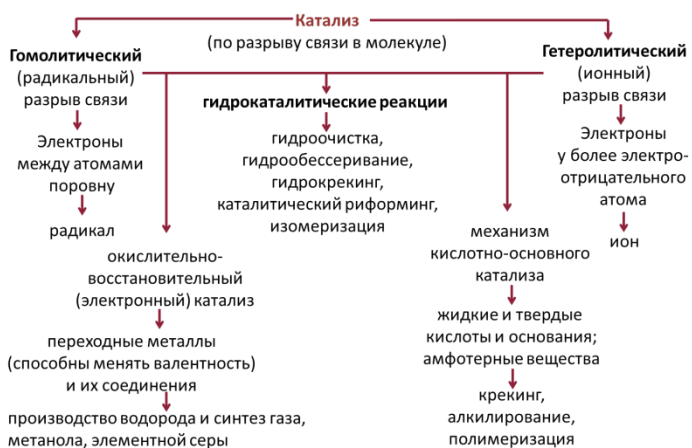 Катализ
(по разрыву связи в молекуле)
Гомолитический
(радикальный)
разрыв связи
Гетеролитический
(ионный)
разрыв связи
гидрокаталитические реакции
Электроны
между атомами
поровну
гидроочистка,
гидрообессеривание,
гидрокрекинг,
каталитический риформинг,
изомеризация
Электроны
у более электро-
отрицательного
атома
радикал
ион
окислительно-
восстановительный
(электронный) катализ
механизм
кислотно-основного
катализа
переходные металлы
(способны менять валентность)
и их соединения
жидкие и твердые
кислоты и основания;
амфотерные вещества
производство водорода и синтез газа,
метанола, элементной серы
крекинг,
алкилирование,
полимеризация